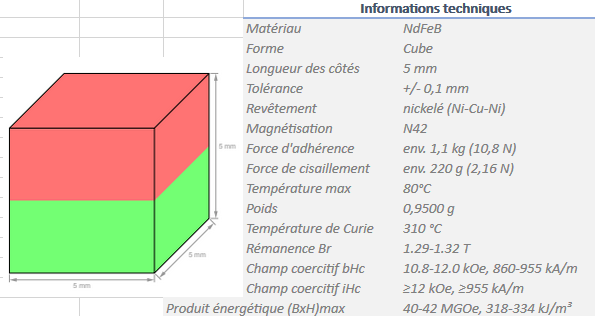 Informations techniques
Matériau NdFeB
Forme Cube
Longueur des côtés 5 mm
Tolérance +/- 0,1 mm
Revêtement nickelé (Ni-Cu-Ni)
Magnétisation N42
Force d'adhérence env. 1,1 kg (10,8 N)
Force de cisaillement env. 220 g (2,16 N)
Température max 80°C
Poids 0,9500 g
Température de Curie 310 °C
Rémanence Br 1.29-1.32 T
Champ coercitif bHc 10.8-12.0 kOe, 860-955 kA/m
Champ coercitif iHc ≥12 kOe, ≥955 kA/m
Produit énergétique (BxH)max 40-42 MGOe, 318-334 kJ/m³
5 mm
5 mm
5 mm